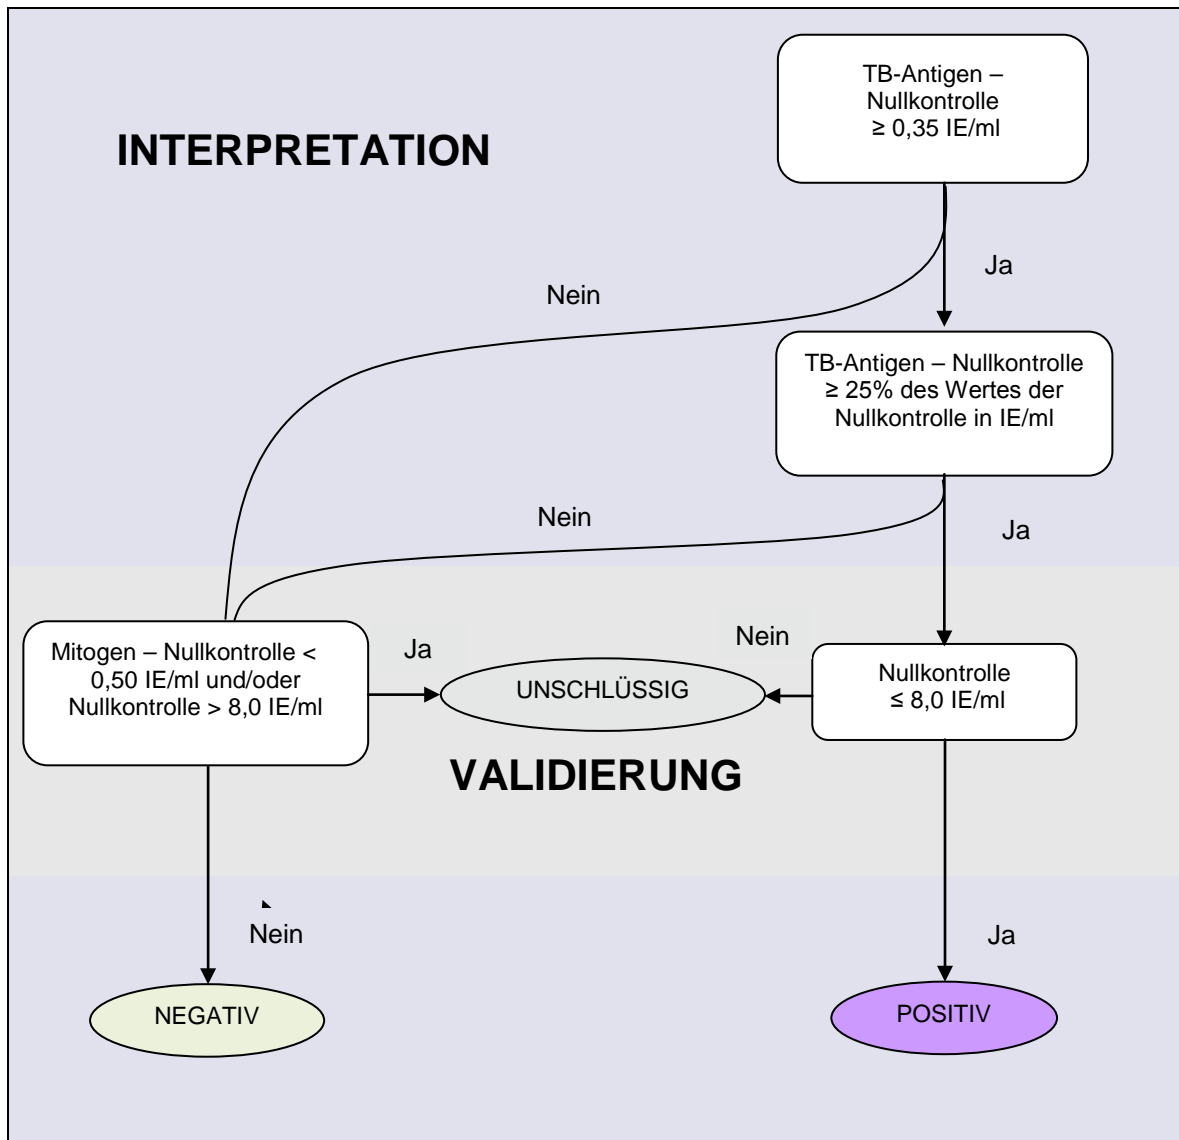 TB-Antigen –
Nullkontrolle
≥ 0,35 IE/ml
INTERPRETATION
Ja
Nein
TB-Antigen – Nullkontrolle
≥ 25% des Wertes der
Nullkontrolle in IE/ml
Nein
Ja
Mitogen – Nullkontrolle <
0,50 IE/ml und/oder
Nullkontrolle > 8,0 IE/ml
Ja
UNSCHLÜSSIG
Nein
Nullkontrolle
≤ 8,0 IE/ml
VALIDIERUNG
Nein
Ja
NEGATIV
POSITIV